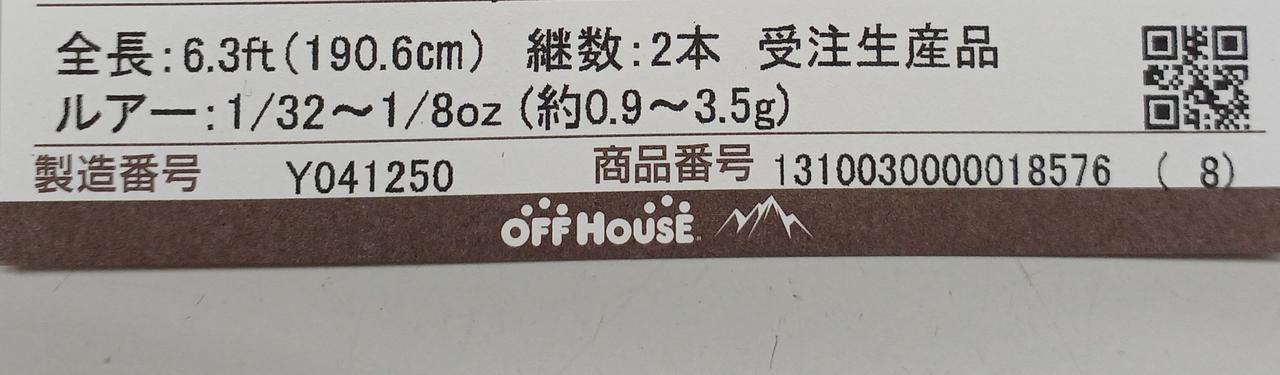 全長:6.3ft(190.6cm) 継数:2本 受注生産品
ルアー:1/32～1/8oz (約0.9～3.5g)
製造番号 Y041250 商品番号 1310030000018576 ( 8)
OFF HOUSE